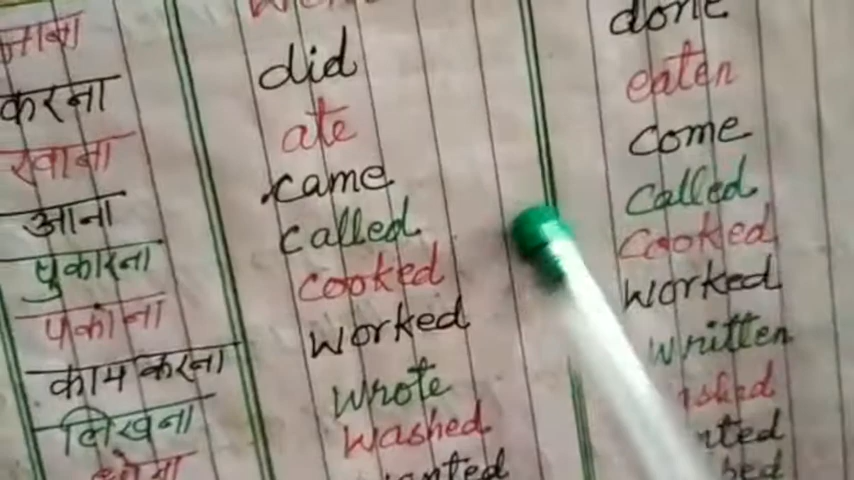 जाना done
करना did eaten
खाना ate come
आना came called
पुकारना called cooked
पकाना cooked worked
काम करना worked written
लिखना wrote
धोना washed